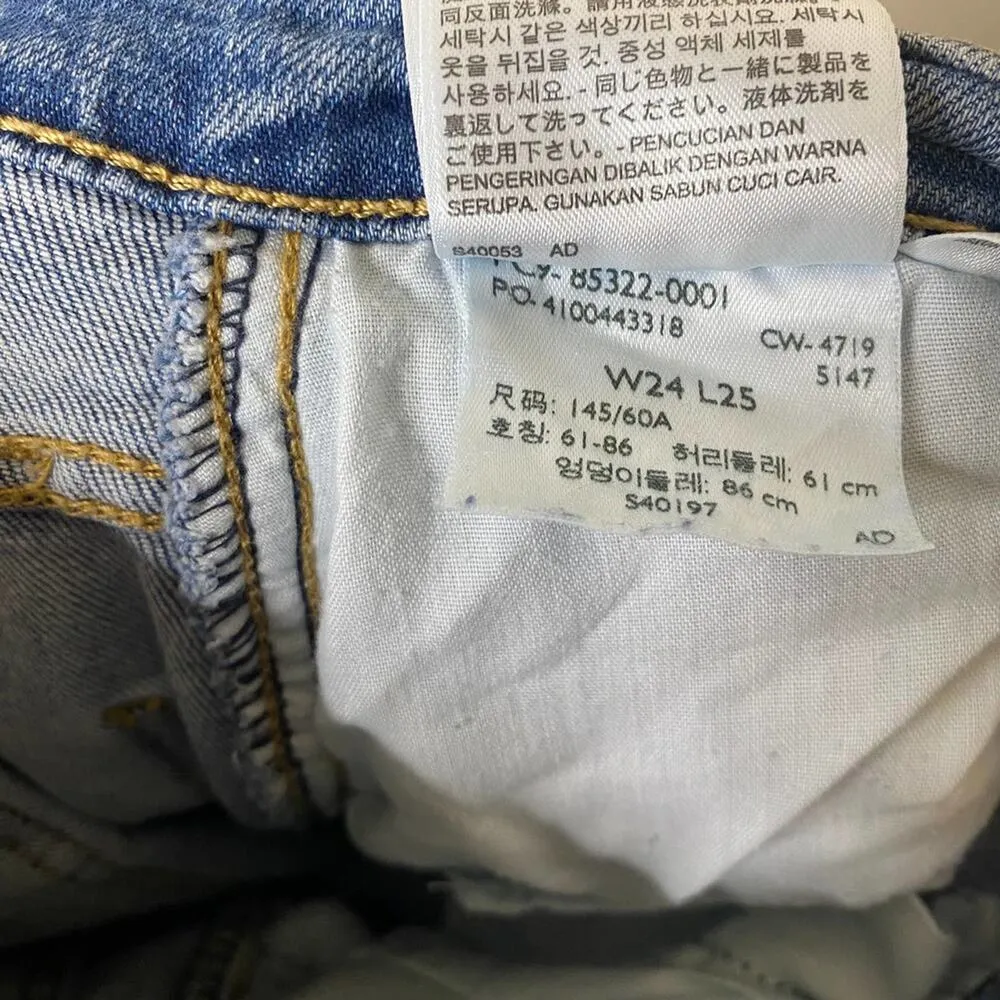 同反面洗滌。請用液態洗衣劑洗滌
세탁시 같은 색상끼리 하십시요. 세탁시
옷을 뒤집을 것. 중성 액체 세제를
사용하세요. - 同じ色物と一緒に製品を
裏返して洗ってください。液体洗剤を
ご使用下さい。- PENCUCIAN DAN
PENGERINGAN DIBALIK DENGAN WARNA
SERUPA. GUNAKAN SABUN CUCI CAIR.
S40053 AD
PC9- 85322-0001
PO. 4100443318
CW-4719
5147
W24 L25
尺码: 145/60A
호칭: 61-86 허리둘레: 61 cm
엉덩이둘레: 86 cm
S40197
AD